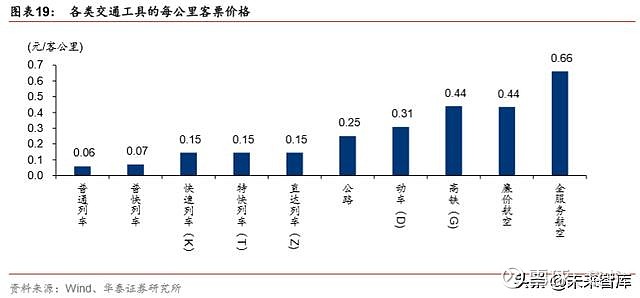 图表19： 各类交通工具的每公里客票价格
(元/客公里)
0.7
0.6
0.5
0.4
0.3
0.2
0.1
0.0
0.06
0.07
0.15
0.15
0.15
0.25
0.31
0.44
0.44
0.66
普通列车
普快列车
快速列车（K）
特快列车（T）
直达列车（Z）
公路
动车（D）
高铁（G）
廉价航空
全服务航空
资料来源：Wind、华泰证券研究所
头条@未来智库